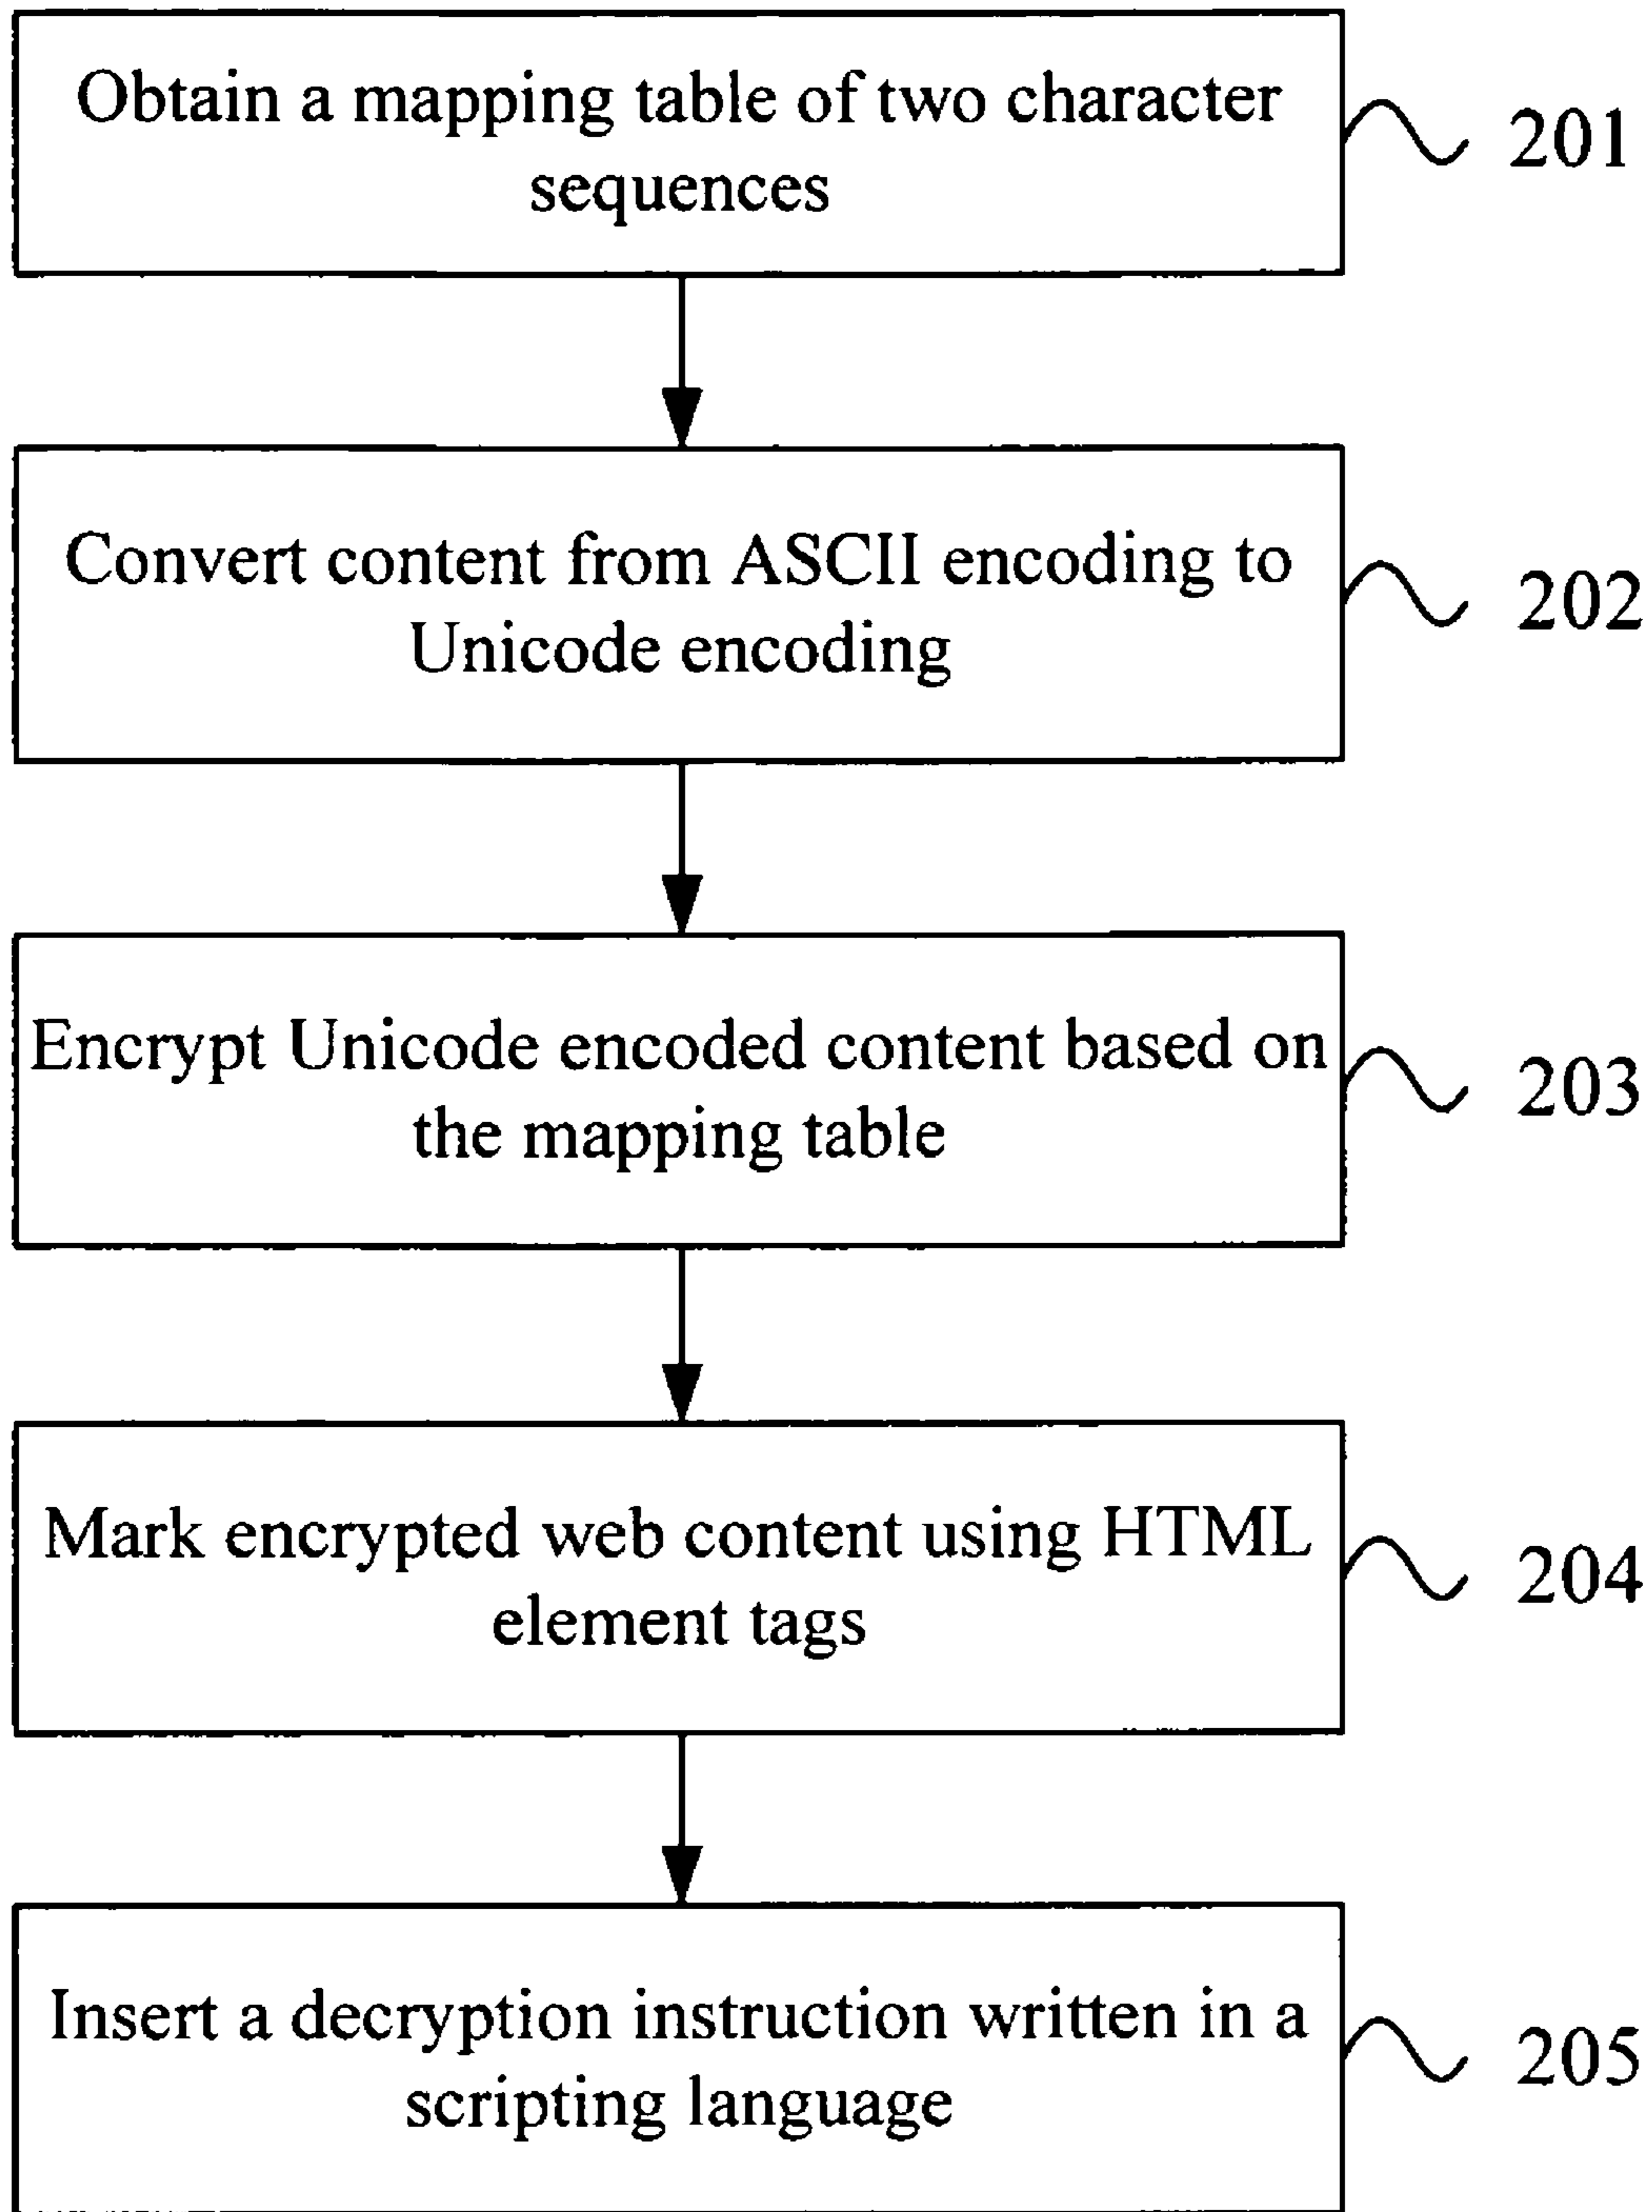 Obtain a mapping table of two character
sequences
201
Convert content from ASCII encoding to
Unicode encoding
202
Encrypt Unicode encoded content based on
the mapping table
203
Mark encrypted web content using HTML
element tags
204
Insert a decryption instruction written in a
scripting language
205